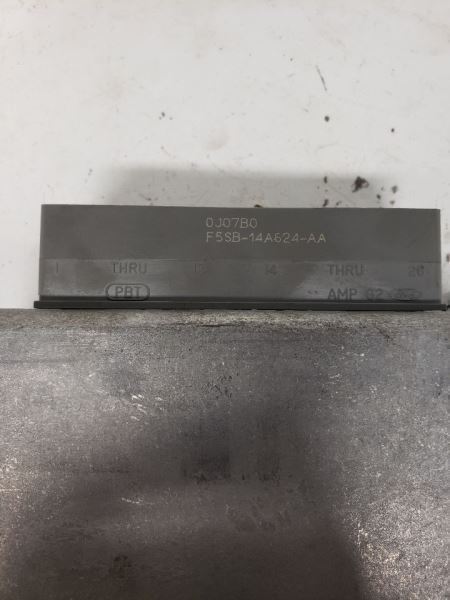 0J07B0
F5SB-14A624-AA
1 THRU 13 14 THRU 26
PBT AMP 92